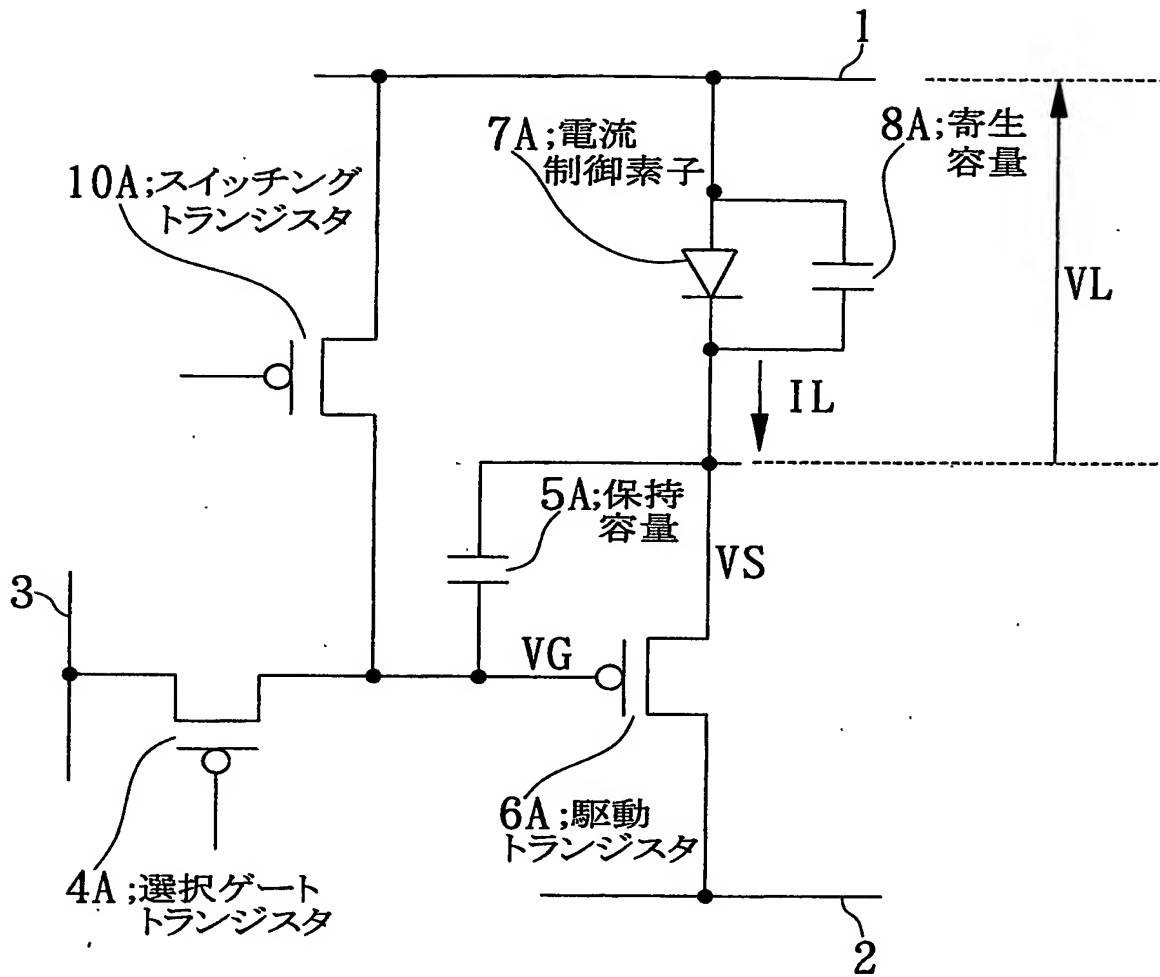 1
7A;電流
制御素子
8A;寄生
容量
10A;スイッチング
トランジスタ
VL
IL
5A;保持
容量
VS
3
VG
6A;駆動
トランジスタ
4A;選択ゲート
トランジスタ
2